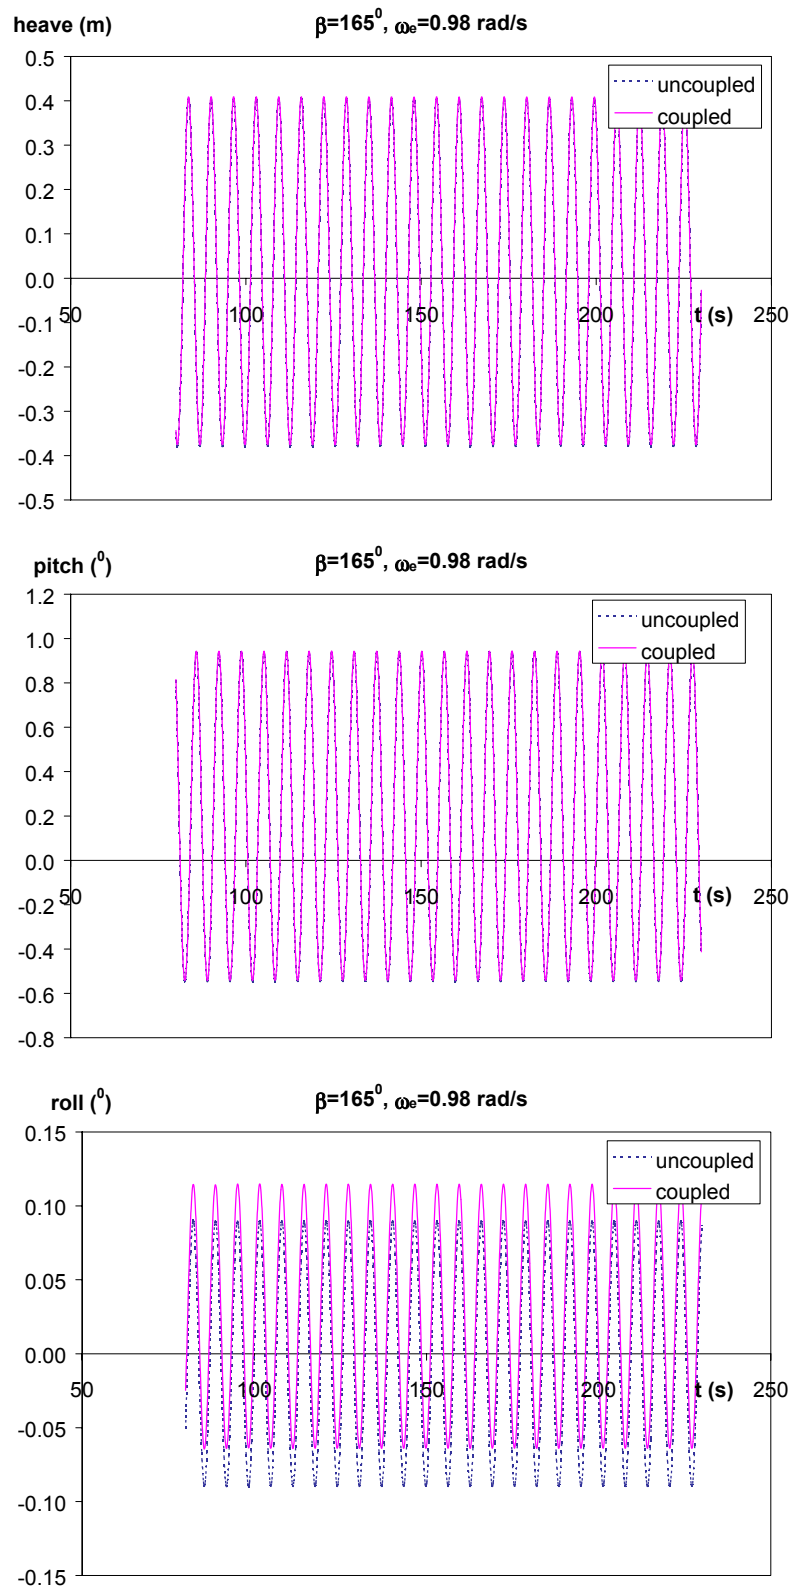 heave (m)
β=165⁰, ωe=0.98 rad/s
0.5
uncoupled
coupled
0.4
0.3
0.2
0.1
0.0
50 100 150 200 t (s) 250
-0.1
-0.2
-0.3
-0.4
-0.5
pitch (⁰)
β=165⁰, ωe=0.98 rad/s
1.2
uncoupled
coupled
1.0
0.8
0.6
0.4
0.2
0.0
50 100 150 200 t (s) 250
-0.2
-0.4
-0.6
-0.8
roll (⁰)
β=165⁰, ωe=0.98 rad/s
0.15
uncoupled
coupled
0.10
0.05
0.00
50 100 150 200 t (s) 250
-0.05
-0.10
-0.15